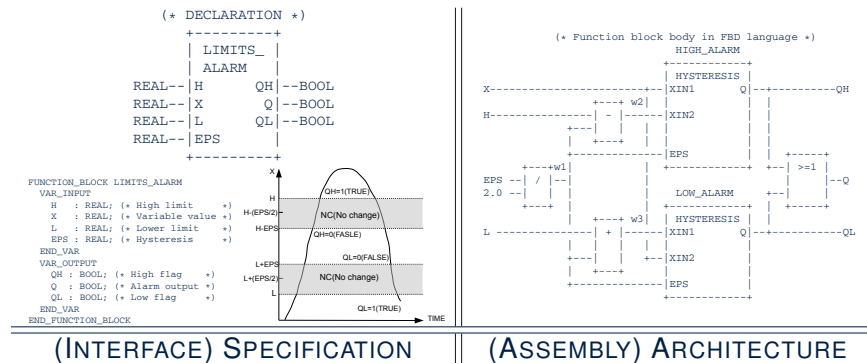 (* DECLARATION *)
+---------+
| LIMITS_ |
| ALARM |
REAL--|H QH|--BOOL
REAL--|X Q|--BOOL
REAL--|L QL|--BOOL
REAL--|EPS |
+---------+
FUNCTION_BLOCK LIMITS_ALARM
VAR_INPUT
H : REAL; (* High limit *)
X : REAL; (* Variable value *)
L : REAL; (* Lower limit *)
EPS : REAL; (* Hysteresis *)
END_VAR
VAR_OUTPUT
QH : BOOL; (* High flag *)
Q : BOOL; (* Alarm output *)
QL : BOOL; (* Low flag *)
END_VAR
END_FUNCTION_BLOCK
X
QH=1(TRUE)
H
H-(EPS/2)
NC(No change)
H-EPS
QH=0(FASLE)
QL=0(FALSE)
L+EPS
L+(EPS/2)
NC(No change)
L
QL=1(TRUE)
TIME
(* Function block body in FBD language *)
HIGH_ALARM
HYSTERESIS
X XIN1 Q QH
w2
H - XIN2
EPS
w1
EPS / >=1 Q
2.0
LOW_ALARM
HYSTERESIS
w3
L + XIN1 Q QL
XIN2
EPS
(INTERFACE) SPECIFICATION
(ASSEMBLY) ARCHITECTURE